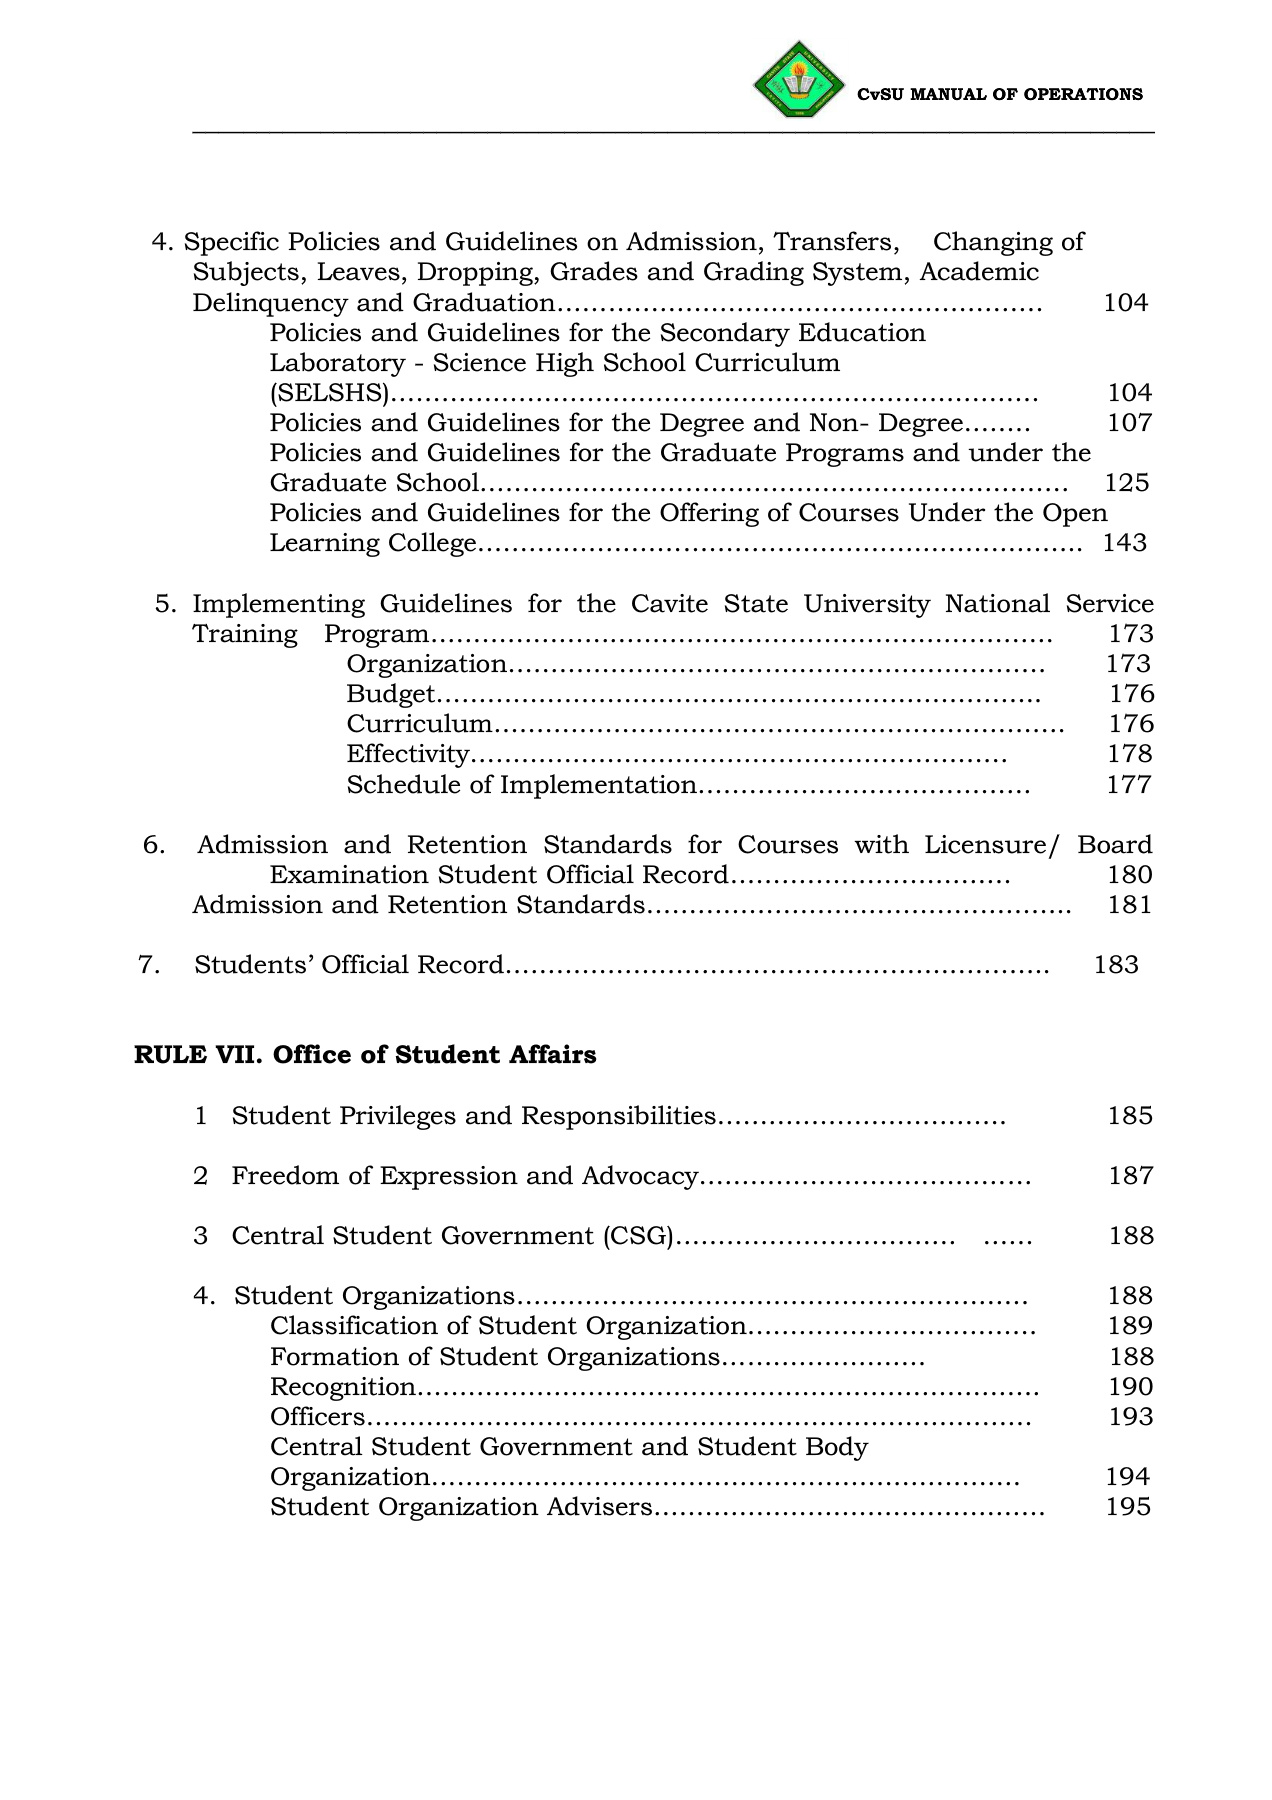 CvSU MANUAL OF OPERATIONS
4. Specific Policies and Guidelines on Admission, Transfers, Changing of
Subjects, Leaves, Dropping, Grades and Grading System, Academic
Delinquency and Graduation………………………………………………… 104
Policies and Guidelines for the Secondary Education
Laboratory - Science High School Curriculum
(SELSHS)………………………………………………………………… 104
Policies and Guidelines for the Degree and Non- Degree…….. 107
Policies and Guidelines for the Graduate Programs and under the
Graduate School…………………………………………………………… 125
Policies and Guidelines for the Offering of Courses Under the Open
Learning College……………………………………………………………… 143
5. Implementing Guidelines for the Cavite State University National Service
Training Program……………………………………………………………… 173
Organization……………………………………………………… 173
Budget……………………………………………………………. 176
Curriculum…………………………………………………………. 176
Effectivity……………………………………………………… 178
Schedule of Implementation………………………………… 177
6. Admission and Retention Standards for Courses with Licensure/ Board
Examination Student Official Record…………………………… 180
Admission and Retention Standards…………………………………………… 181
7. Students’ Official Record………………………………………………………. 183
RULE VII. Office of Student Affairs
1 Student Privileges and Responsibilities……………………………. 185
2 Freedom of Expression and Advocacy………………………………… 187
3 Central Student Government (CSG)…………………………… …… 188
4. Student Organizations…………………………………………………… 188
Classification of Student Organization……………………………. 189
Formation of Student Organizations…………………… 188
Recognition………………………………………………………………. 190
Officers…………………………………………………………………… 193
Central Student Government and Student Body
Organization…………………………………………………………… 194
Student Organization Advisers………………………………………. 195